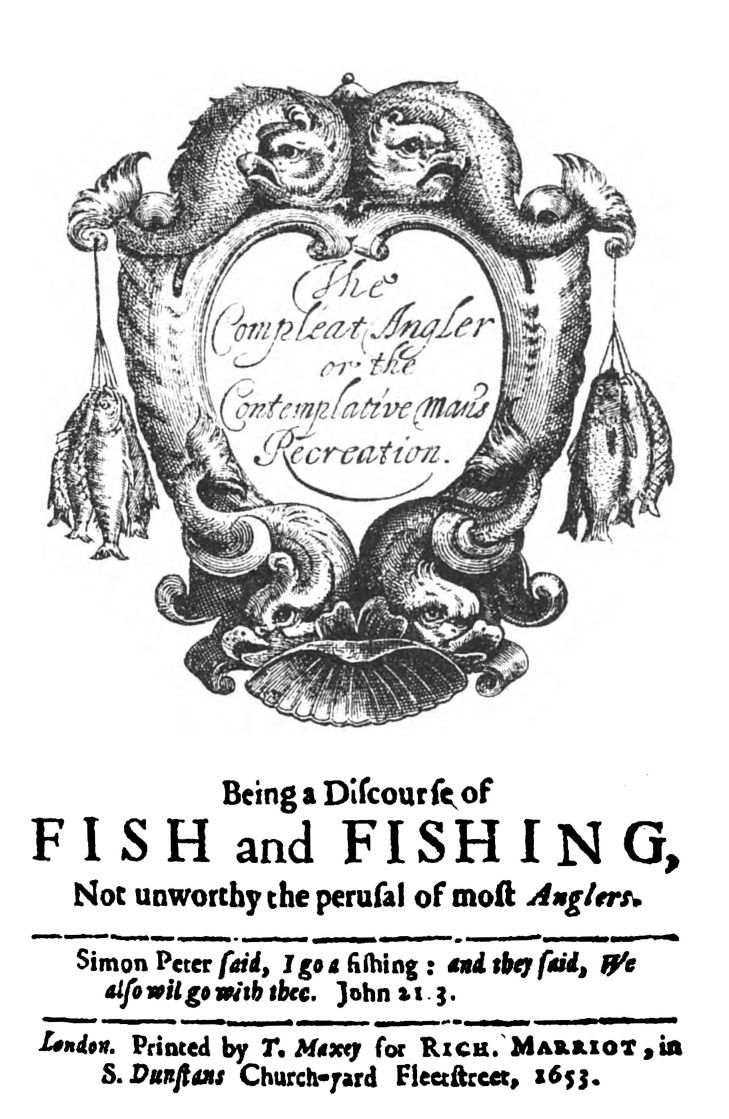 The
Compleat Angler
or the
Contemplative man's
Recreation.
Being a Diſcourſe of
FISH and FISHING,
Not unworthy the peruſal of moſt Anglers.
Simon Peter ſaid, I go a fiſhing : and they ſaid, We
alſo wil go with thee. John 21. 3.
London. Printed by T. Maxey for RICH. MARRIOT, in
S. Dunſtans Church-yard Fleetſtreet, 1653.